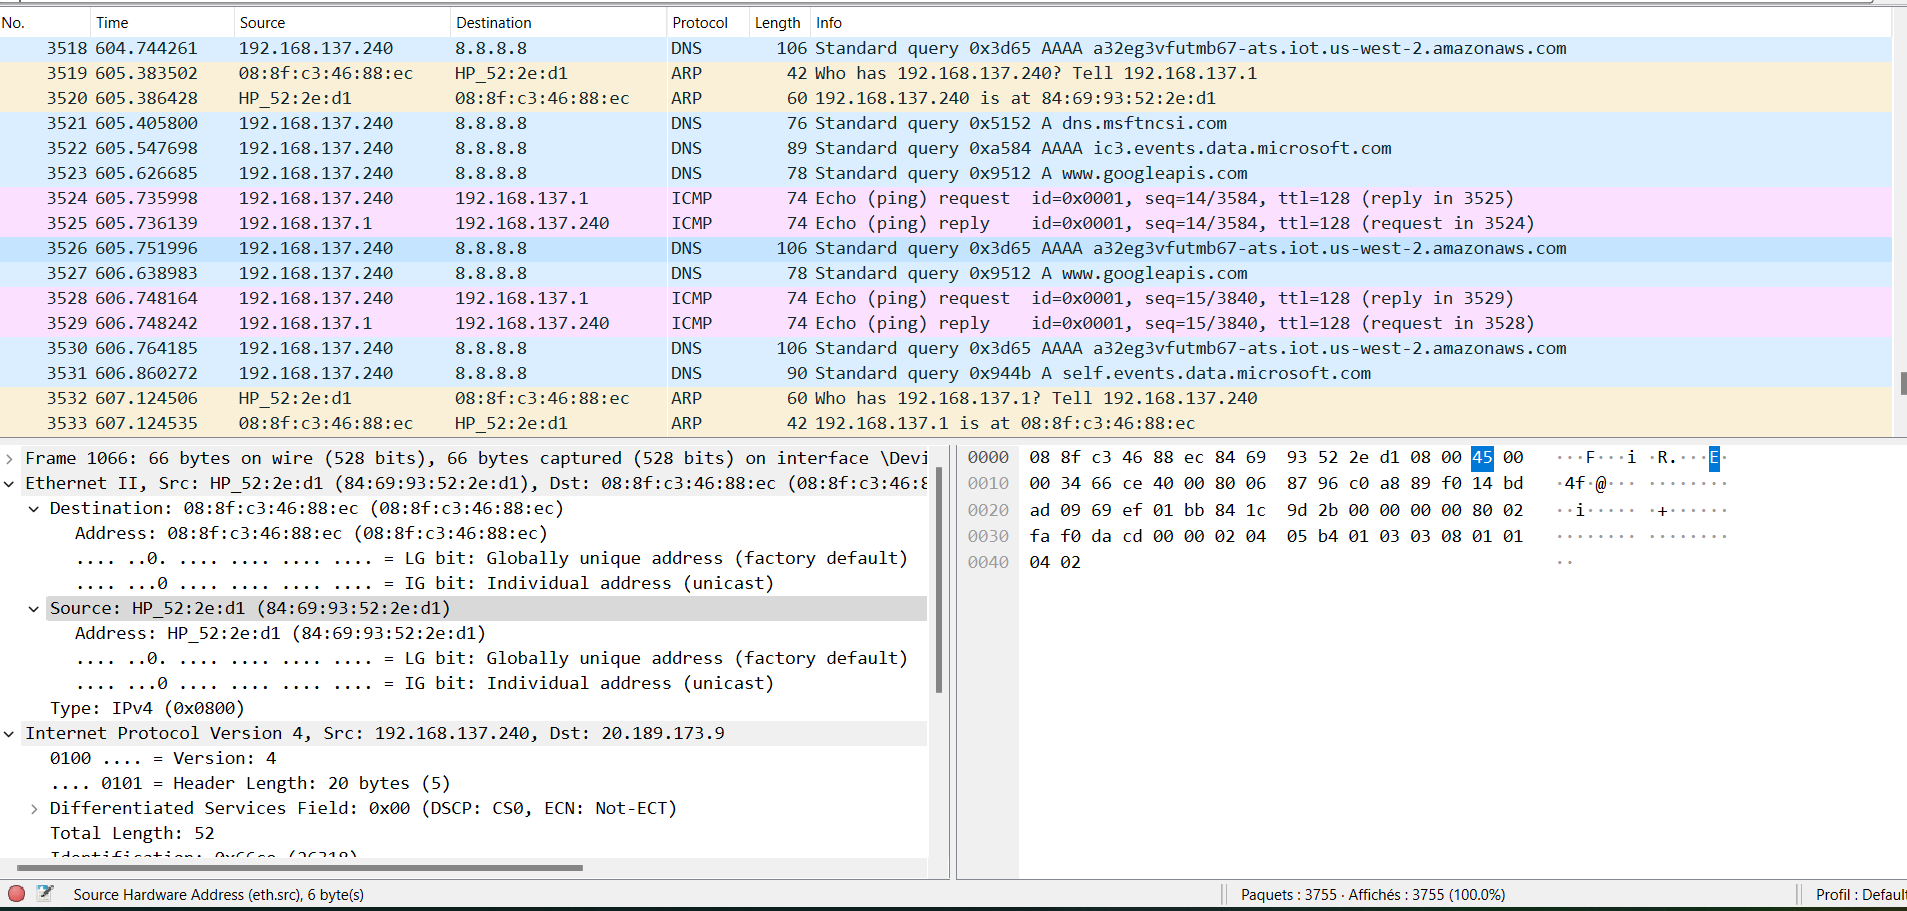 No. Time Source Destination Protocol Length Info
3518 604.744261 192.168.137.240 8.8.8.8 DNS 106 Standard query 0x3d65 AAAA a32eg3vfutmb67-ats.iot.us-west-2.amazonaws.com
3519 605.383502 08:8f:c3:46:88:ec HP_52:2e:d1 ARP 42 Who has 192.168.137.240? Tell 192.168.137.1
3520 605.386428 HP_52:2e:d1 08:8f:c3:46:88:ec ARP 60 192.168.137.240 is at 84:69:93:52:2e:d1
3521 605.405800 192.168.137.240 8.8.8.8 DNS 76 Standard query 0x5152 A dns.msftncsi.com
3522 605.547698 192.168.137.240 8.8.8.8 DNS 89 Standard query 0xa584 AAAA ic3.events.data.microsoft.com
3523 605.626685 192.168.137.240 8.8.8.8 DNS 78 Standard query 0x9512 A www.googleapis.com
3524 605.735998 192.168.137.240 192.168.137.1 ICMP 74 Echo (ping) request id=0x0001, seq=14/3584, ttl=128 (reply in 3525)
3525 605.736139 192.168.137.1 192.168.137.240 ICMP 74 Echo (ping) reply id=0x0001, seq=14/3584, ttl=128 (request in 3524)
3526 605.751996 192.168.137.240 8.8.8.8 DNS 106 Standard query 0x3d65 AAAA a32eg3vfutmb67-ats.iot.us-west-2.amazonaws.com
3527 606.638983 192.168.137.240 8.8.8.8 DNS 78 Standard query 0x9512 A www.googleapis.com
3528 606.748164 192.168.137.240 192.168.137.1 ICMP 74 Echo (ping) request id=0x0001, seq=15/3840, ttl=128 (reply in 3529)
3529 606.748242 192.168.137.1 192.168.137.240 ICMP 74 Echo (ping) reply id=0x0001, seq=15/3840, ttl=128 (request in 3528)
3530 606.764185 192.168.137.240 8.8.8.8 DNS 106 Standard query 0x3d65 AAAA a32eg3vfutmb67-ats.iot.us-west-2.amazonaws.com
3531 606.860272 192.168.137.240 8.8.8.8 DNS 90 Standard query 0x944b A self.events.data.microsoft.com
3532 607.124506 HP_52:2e:d1 08:8f:c3:46:88:ec ARP 60 Who has 192.168.137.1? Tell 192.168.137.240
3533 607.124535 08:8f:c3:46:88:ec HP_52:2e:d1 ARP 42 192.168.137.1 is at 08:8f:c3:46:88:ec
Frame 1066: 66 bytes on wire (528 bits), 66 bytes captured (528 bits) on interface \Devi
Ethernet II, Src: HP_52:2e:d1 (84:69:93:52:2e:d1), Dst: 08:8f:c3:46:88:ec (08:8f:c3:46:8
Destination: 08:8f:c3:46:88:ec (08:8f:c3:46:88:ec)
Address: 08:8f:c3:46:88:ec (08:8f:c3:46:88:ec)
.... ..0. .... .... .... .... = LG bit: Globally unique address (factory default)
.... ...0 .... .... .... .... = IG bit: Individual address (unicast)
Source: HP_52:2e:d1 (84:69:93:52:2e:d1)
Address: HP_52:2e:d1 (84:69:93:52:2e:d1)
.... ..0. .... .... .... .... = LG bit: Globally unique address (factory default)
.... ...0 .... .... .... .... = IG bit: Individual address (unicast)
Type: IPv4 (0x0800)
Internet Protocol Version 4, Src: 192.168.137.240, Dst: 20.189.173.9
0100 .... = Version: 4
.... 0101 = Header Length: 20 bytes (5)
Differentiated Services Field: 0x00 (DSCP: CS0, ECN: Not-ECT)
Total Length: 52
Identification: 0x66ce (26318)
0000 08 8f c3 46 88 ec 84 69 93 52 2e d1 08 00 45 00 ···F···i ·R.···E·
0010 00 34 66 ce 40 00 80 06 87 96 c0 a8 89 f0 14 bd ·4f·@··· ········
0020 ad 09 69 ef 01 bb 84 1c 9d 2b 00 00 00 00 80 02 ··i····· ·+······
0030 fa f0 da cd 00 00 02 04 05 b4 01 03 03 08 01 01 ········ ········
0040 04 02 ··
Source Hardware Address (eth.src), 6 byte(s) Paquets : 3755 · Affichés : 3755 (100.0%) Profil : Default